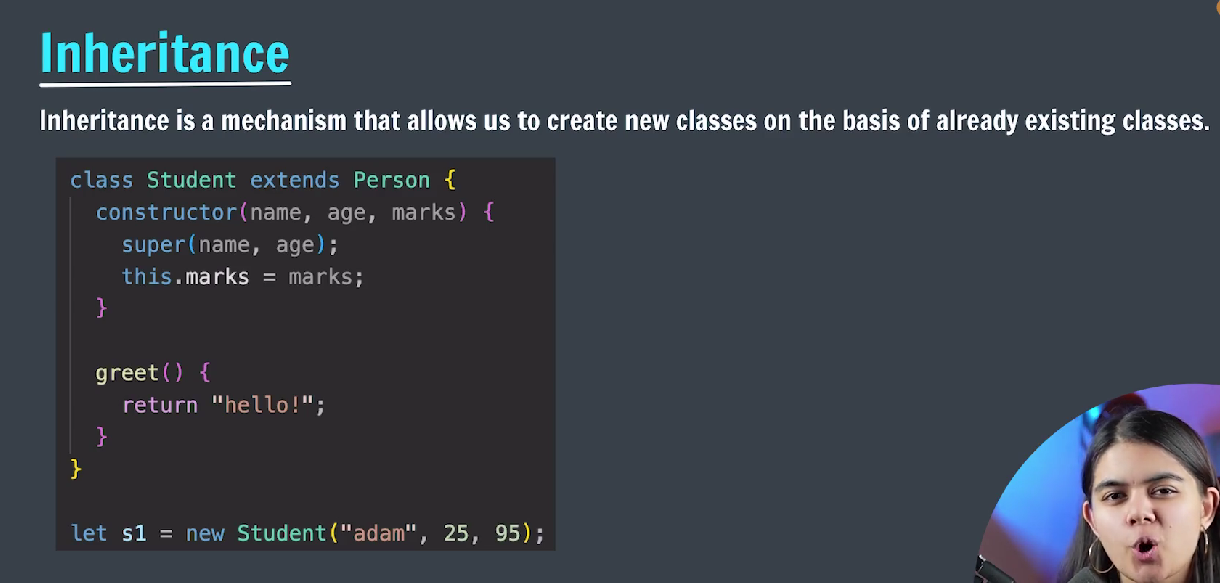 Inheritance
Inheritance is a mechanism that allows us to create new classes on the basis of already existing classes.
class Student extends Person {
constructor(name, age, marks) {
super(name, age);
this.marks = marks;
}
greet() {
return "hello!";
}
}
let s1 = new Student("adam", 25, 95);